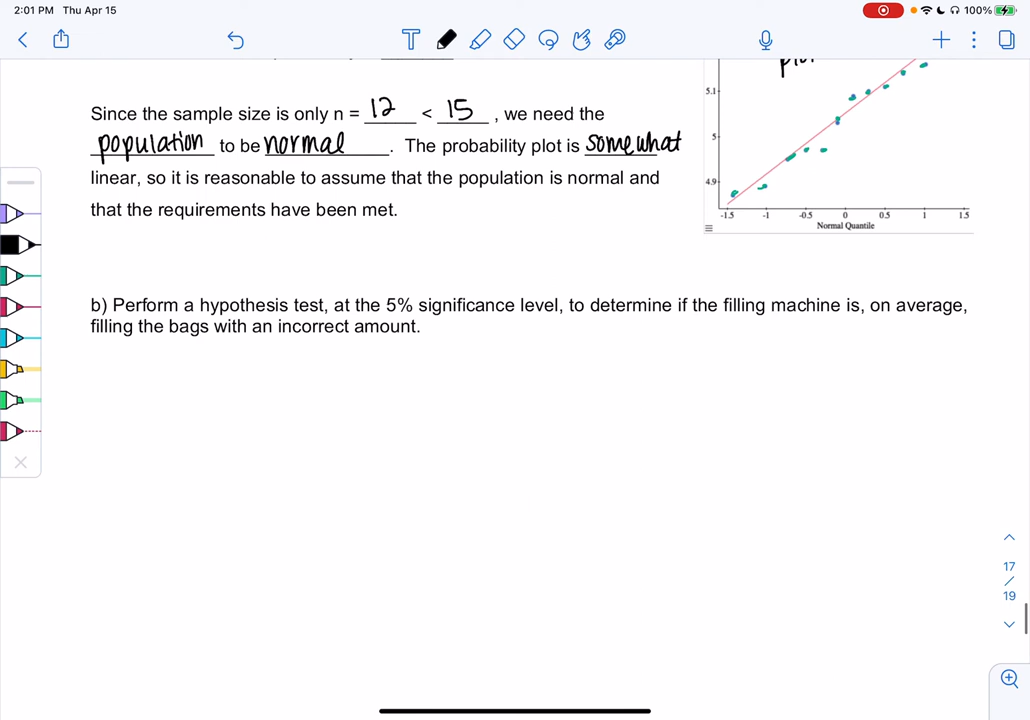 2:01 PM Thu Apr 15
100%
T
plot
Since the sample size is only n = 12 < 15, we need the
population to be normal. The probability plot is somewhat
linear, so it is reasonable to assume that the population is normal and
that the requirements have been met.
5.1
5
4.9
-1.5 -1 -0.5 0 0.5 1 1.5
Normal Quantile
b) Perform a hypothesis test, at the 5% significance level, to determine if the filling machine is, on average,
filling the bags with an incorrect amount.
17
/
19